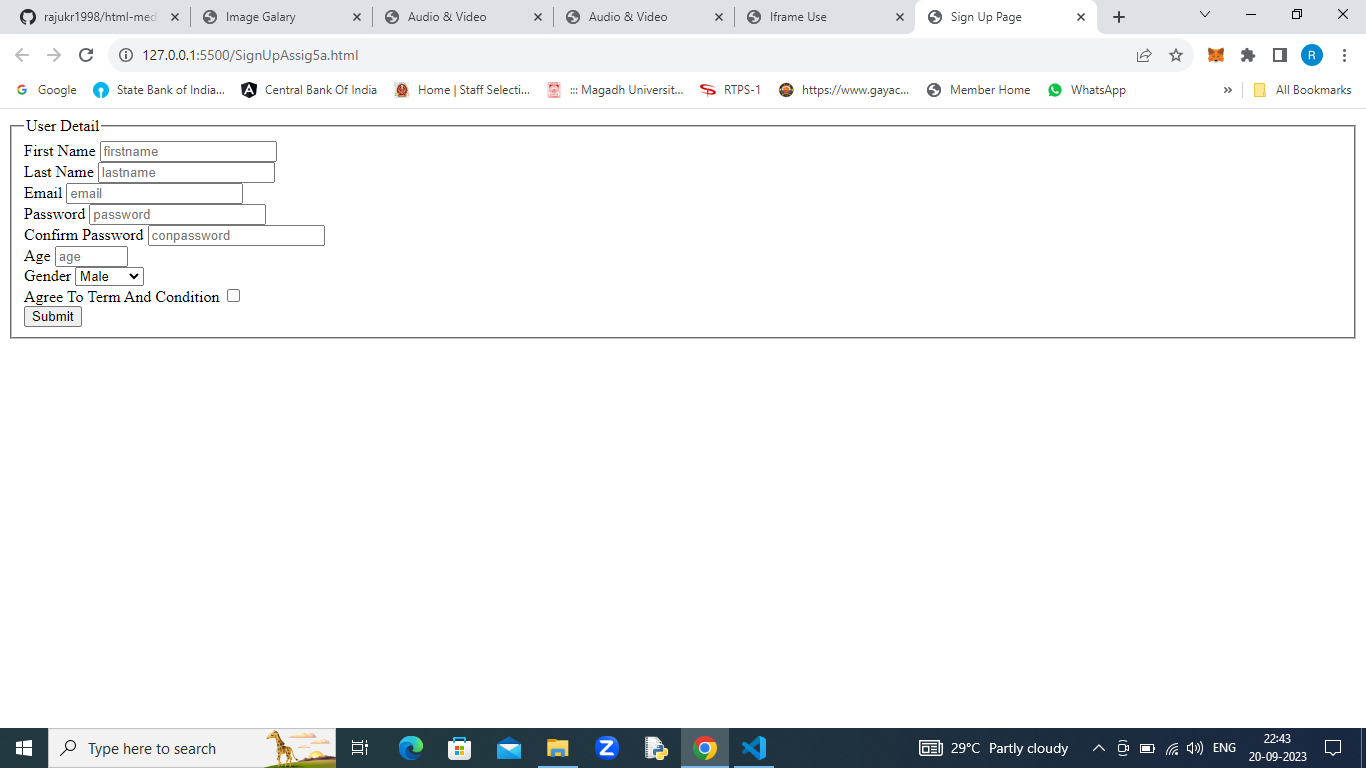 rajukr1998/html-med
Image Galary
Audio & Video
Audio & Video
Iframe Use
Sign Up Page
127.0.0.1:5500/SignUpAssig5a.html
R
Google
State Bank of India...
Central Bank Of India
Home | Staff Selecti...
::: Magadh Universit...
RTPS-1
https://www.gayac...
Member Home
WhatsApp
»
All Bookmarks
User Detail
First Name firstname
Last Name lastname
Email email
Password password
Confirm Password conpassword
Age age
Gender Male
Agree To Term And Condition
Submit
Type here to search
29°C Partly cloudy
ENG
22:43
20-09-2023